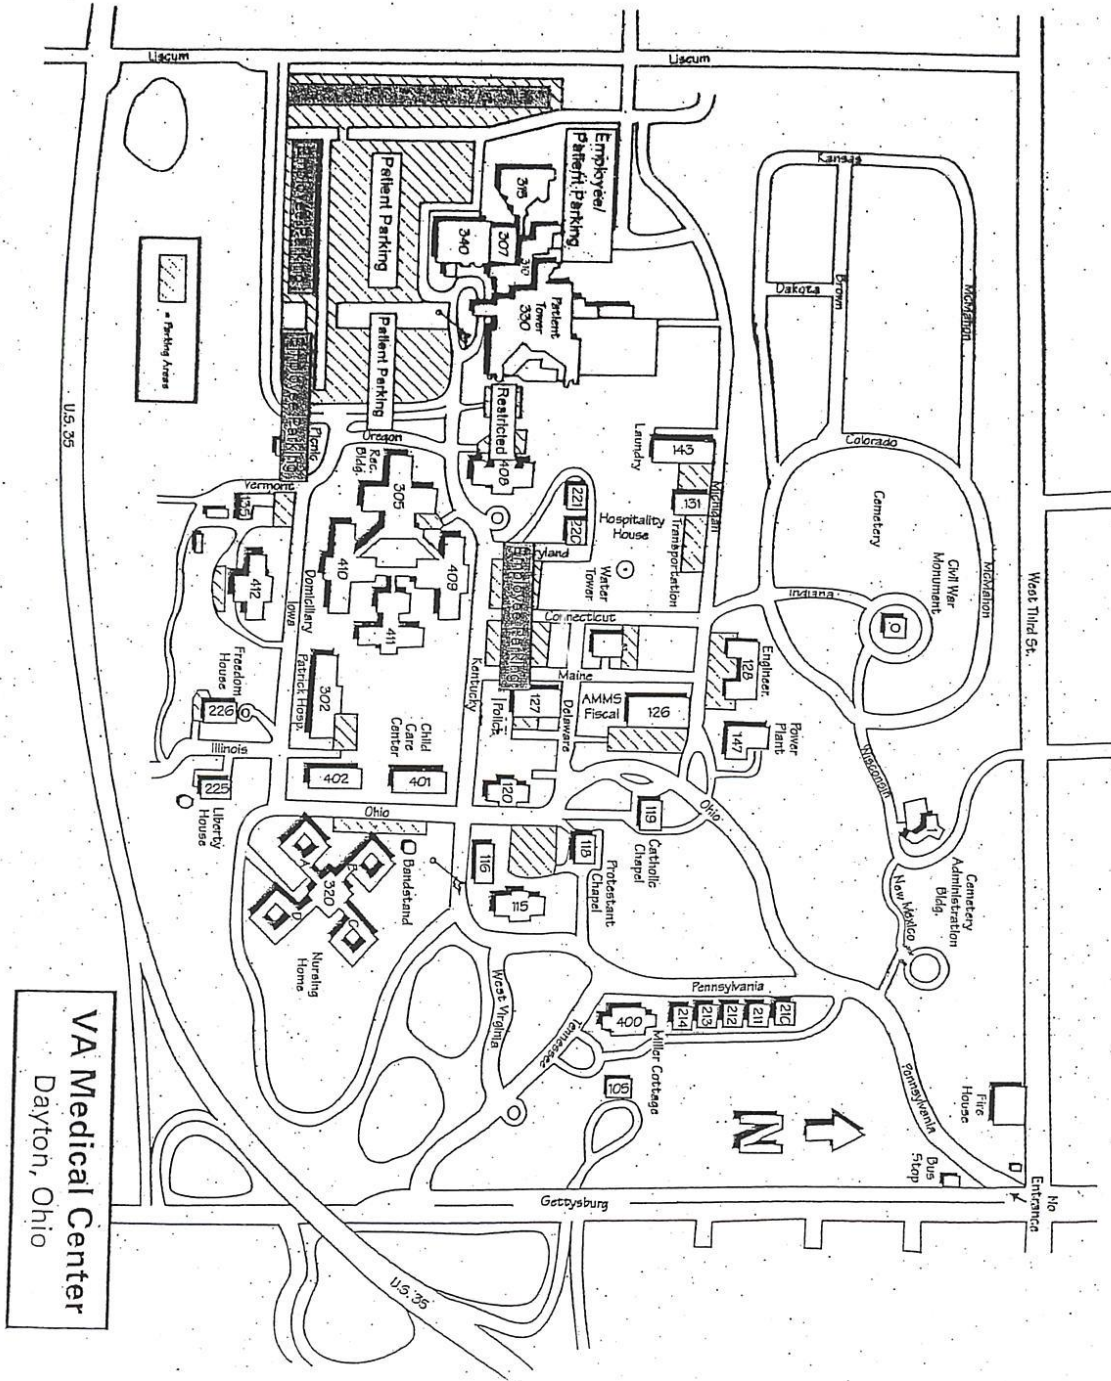 Liscum
Liscum
Employee/
Patient Parking
Patient Parking
Patient Parking
Employee Parking
Employee Parking
= Parking Areas
U.S. 35
315
340
307
310
Patient
Tower
330
Restricted
408
Kansas
McMahon
Brown
Dakota
Colorado
Cemetery
Civil War
Monument
McMahon
West Third St.
Indiana
Laundry
143
131
Michigan
Transportation
221
220
Hospitality
House
Water
Tower
Connecticut
Maine
Oregon
Picnic
Rec.
Bldg.
305
Vermont
135
412
410
409
411
Domiciliary
Iowa
Kentucky
Employee Parking
Freedom
House
226
Illinois
225
Liberty
House
Patrick Hosp.
302
402
Child
Care
Center
401
Police
127
Delaware
AMMS
Fiscal
126
Engineer.
128
Power
Plant
147
120
Ohio
Ohio
119
Catholic
Chapel
118
Protestant
Chapel
116
115
Bandstand
A
B
C
D
320
Nursing
Home
Wisconsin
Cemetery
Administration
Bldg.
New Mexico
West Virginia
Tennessee
Pennsylvania
210
211
212
213
214
400
Miller Cottage
105
N
Pennsylvania
Fire
House
Bus
Stop
No
Entrance
Gettysburg
U.S. 35
VA Medical Center
Dayton, Ohio